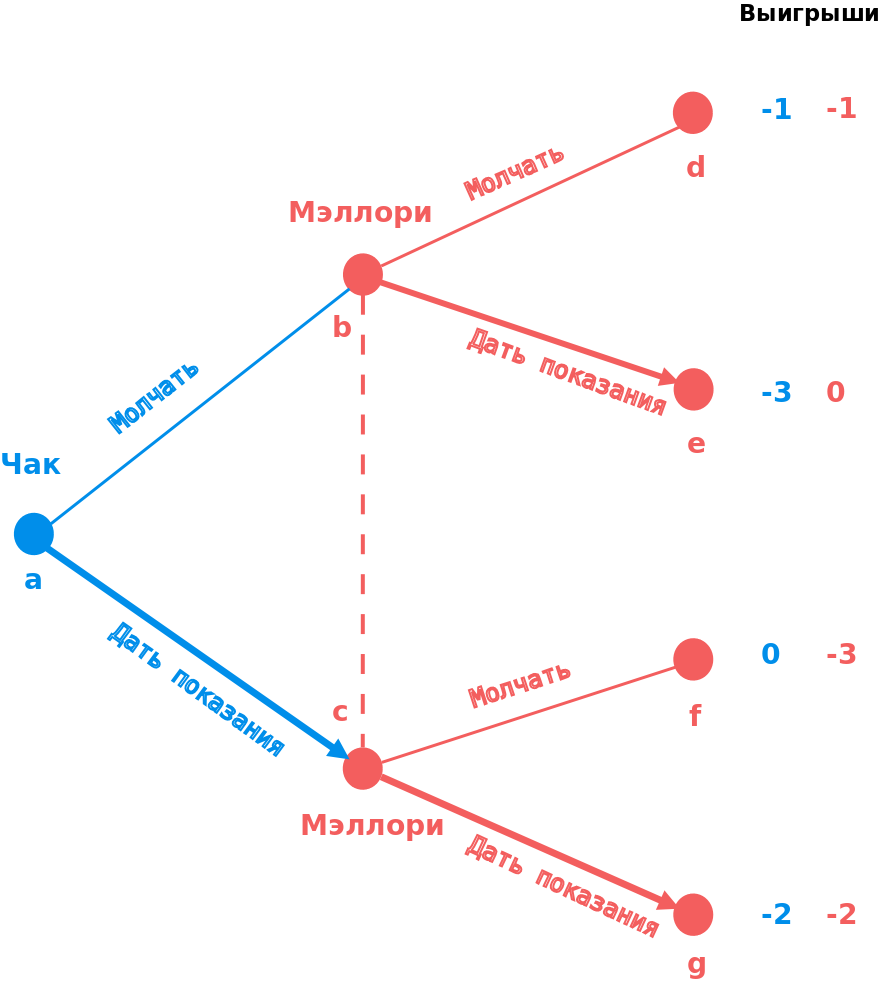 Выигрыши
-1 -1
d
Молчать
Мэллори
b
Дать показания
-3 0
e
Молчать
Чак
a
Дать показания
c
Молчать
0 -3
f
Мэллори
Дать показания
-2 -2
g